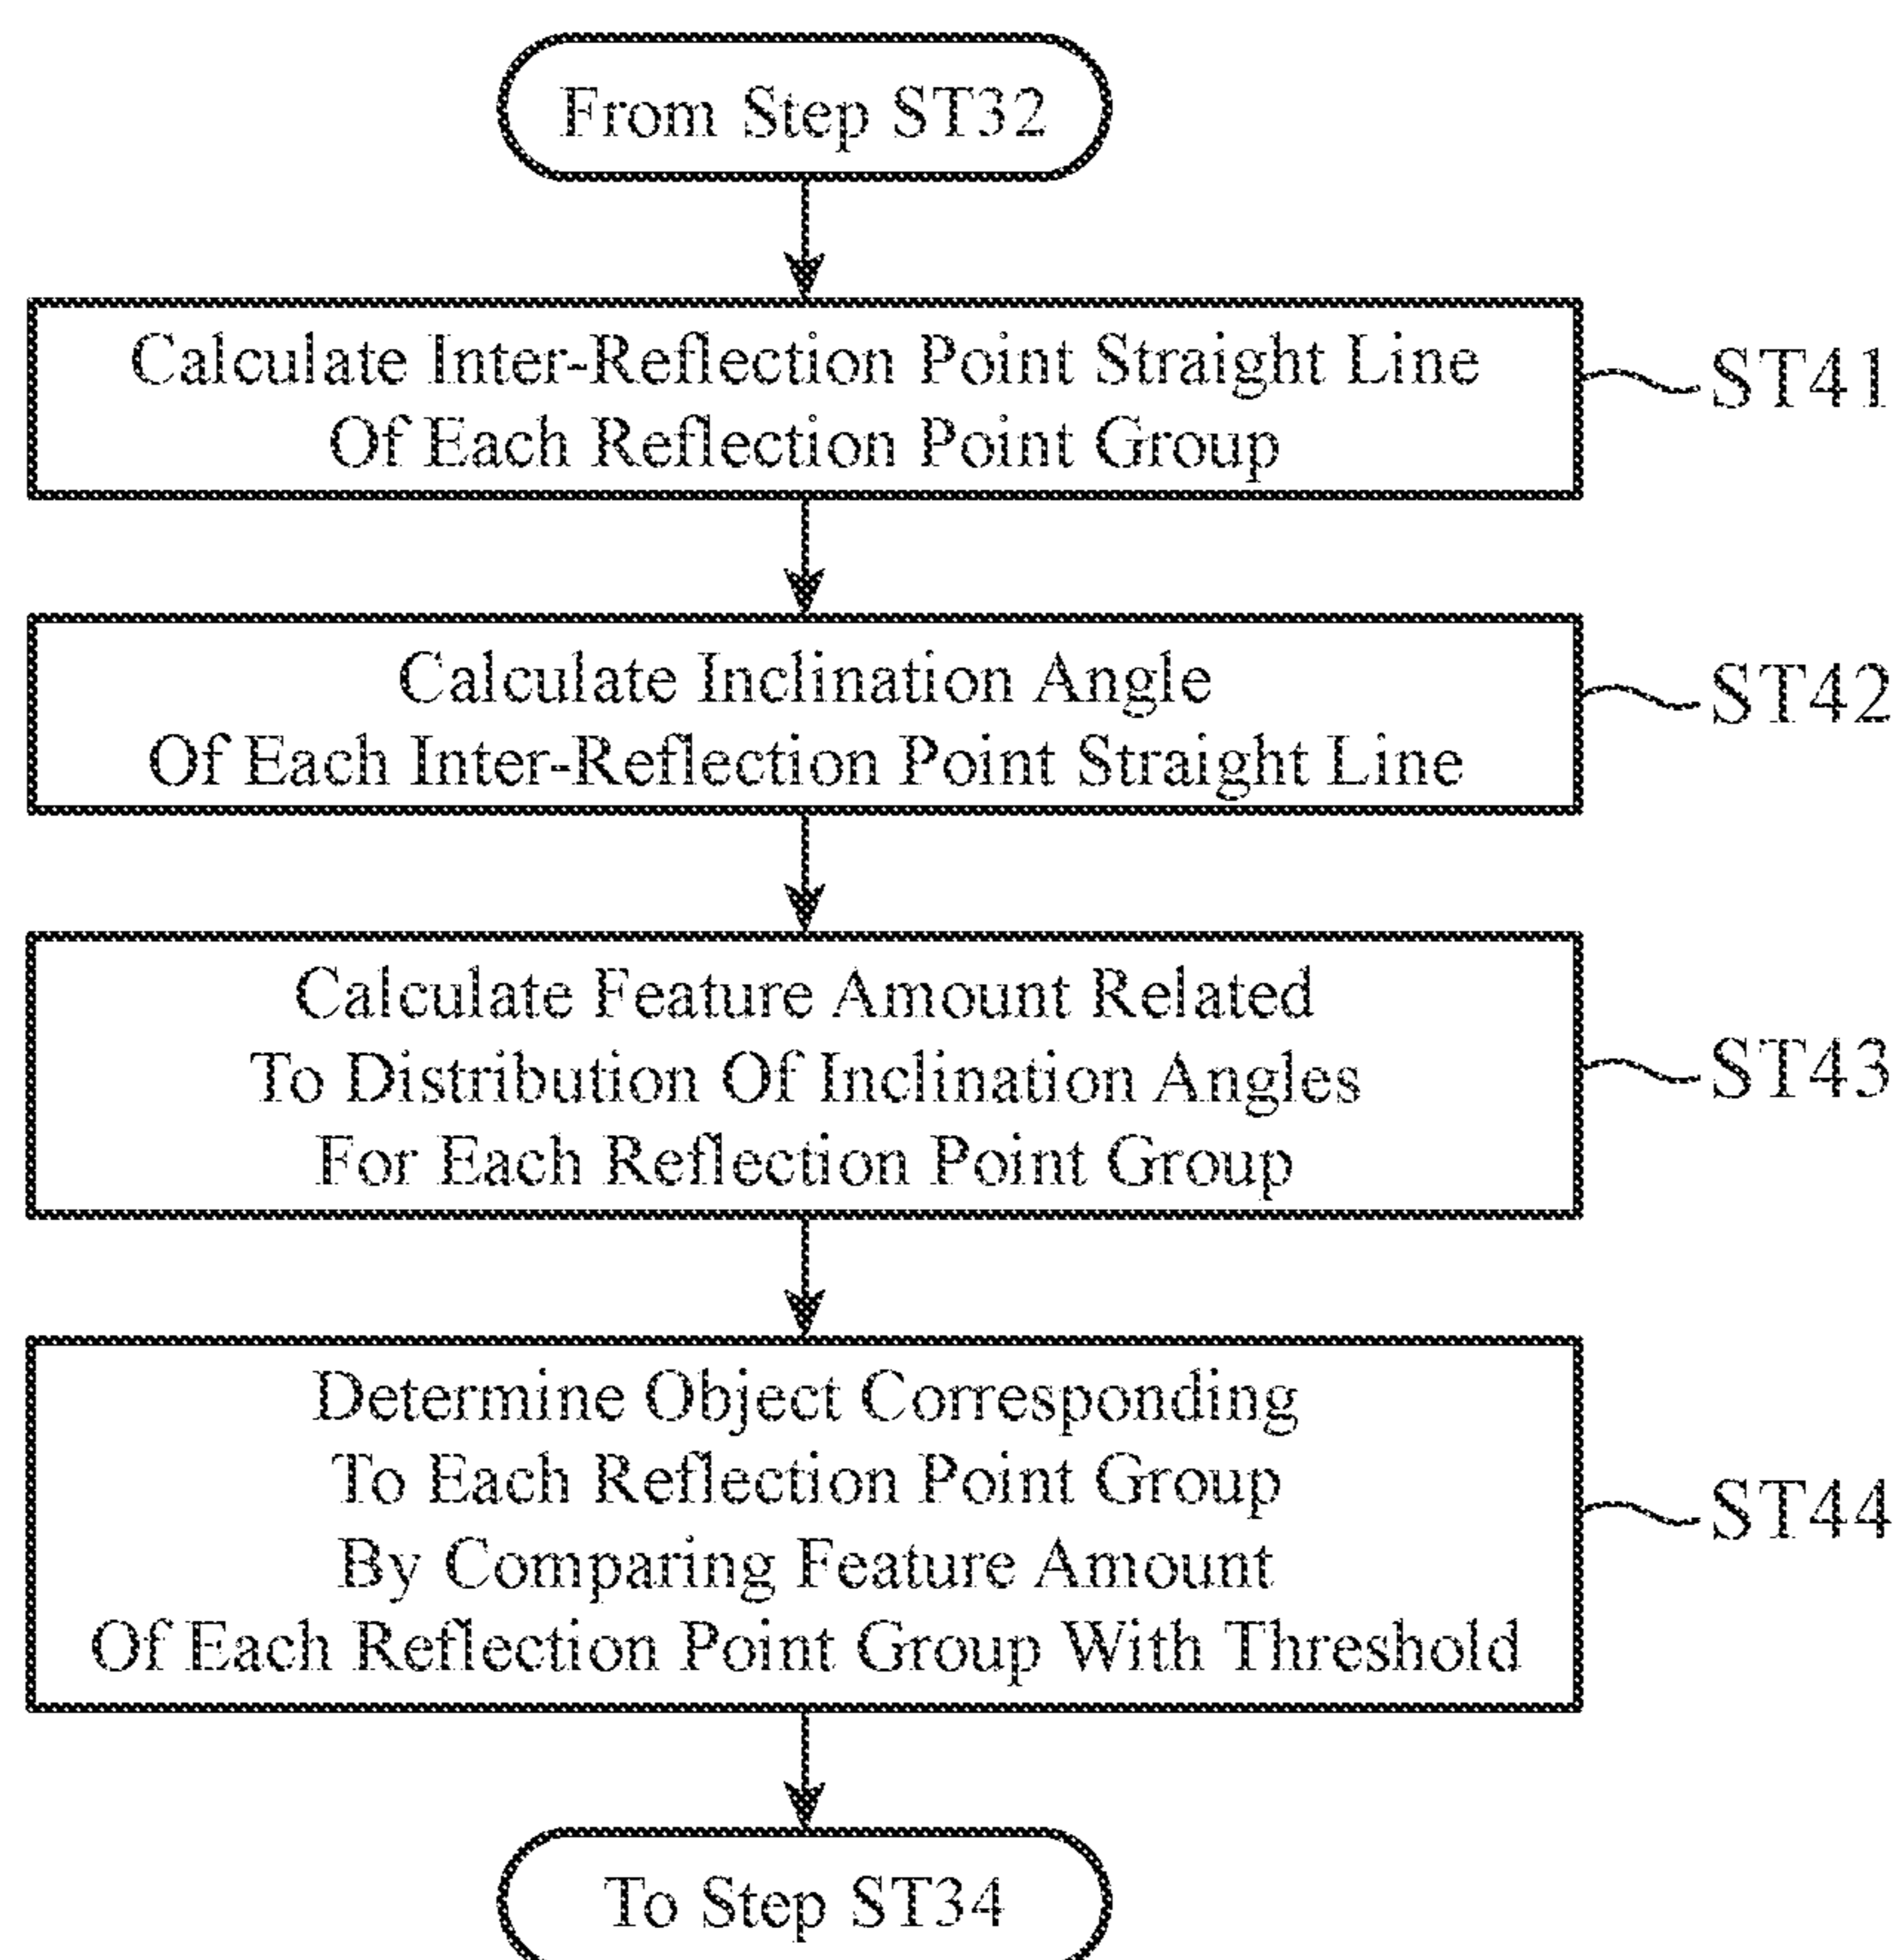 From Step ST32
Calculate Inter-Reflection Point Straight Line
Of Each Reflection Point Group
ST41
Calculate Inclination Angle
Of Each Inter-Reflection Point Straight Line
ST42
Calculate Feature Amount Related
To Distribution Of Inclination Angles
For Each Reflection Point Group
ST43
Determine Object Corresponding
To Each Reflection Point Group
By Comparing Feature Amount
Of Each Reflection Point Group With Threshold
ST44
To Step ST34